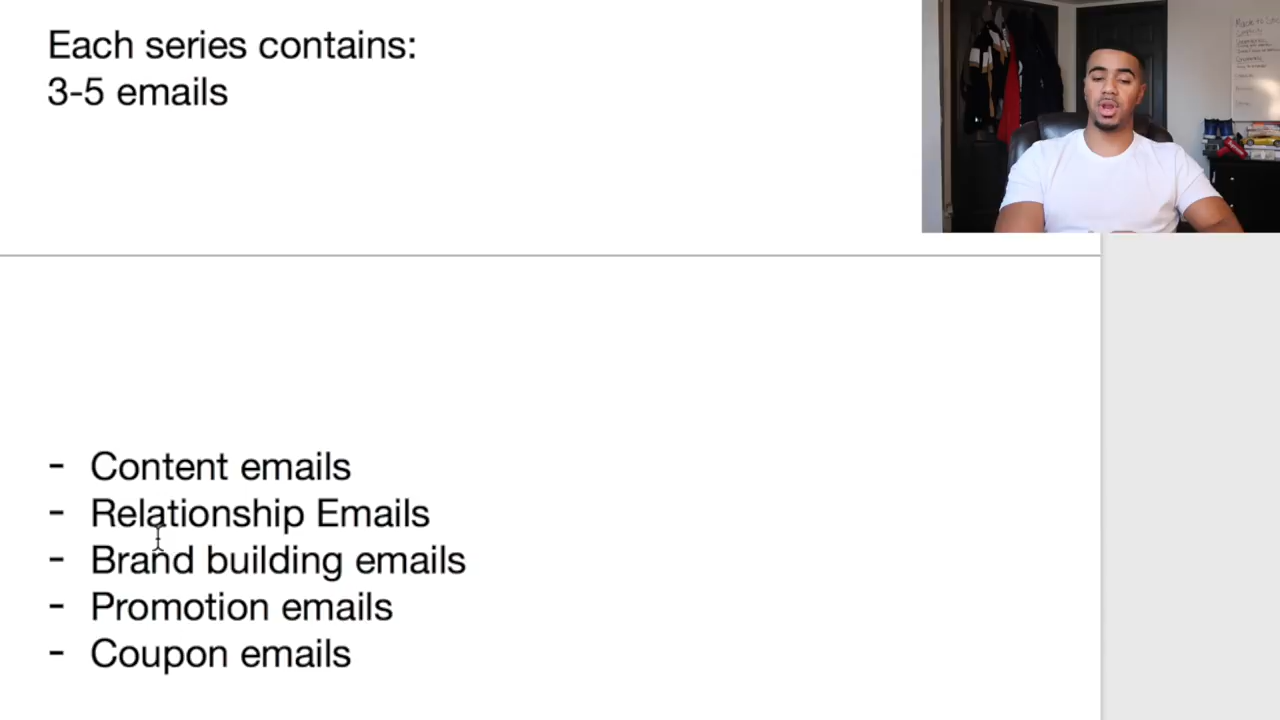 Each series contains:
3-5 emails
- Content emails
- Relationship Emails
- Brand building emails
- Promotion emails
- Coupon emails